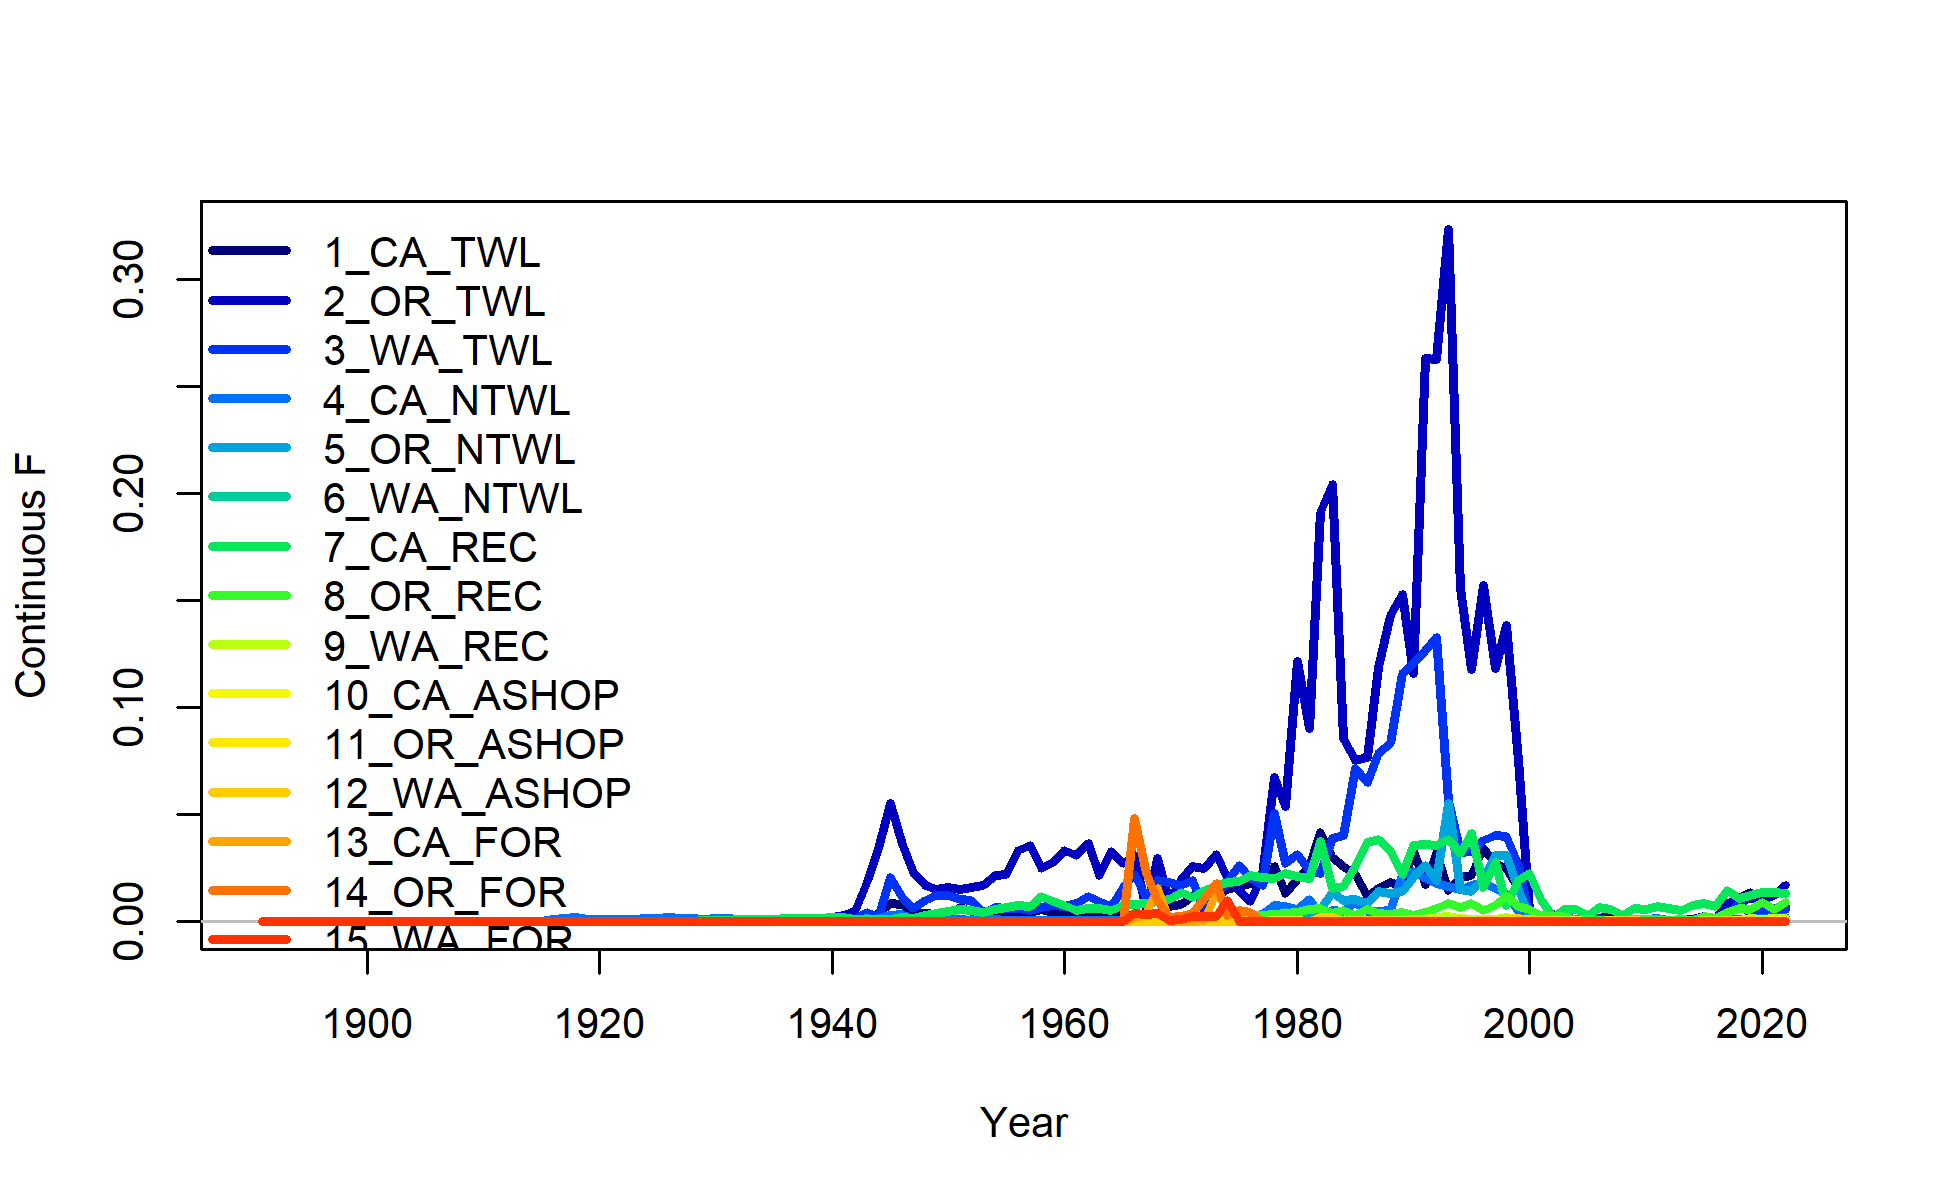 1_CA_TWL
2_OR_TWL
3_WA_TWL
4_CA_NTWL
5_OR_NTWL
6_WA_NTWL
7_CA_REC
8_OR_REC
9_WA_REC
10_CA_ASHOP
11_OR_ASHOP
12_WA_ASHOP
13_CA_FOR
14_OR_FOR
15_WA_FOR
0.30
0.20
0.10
0.00
Continuous F
1900 1920 1940 1960 1980 2000 2020
Year